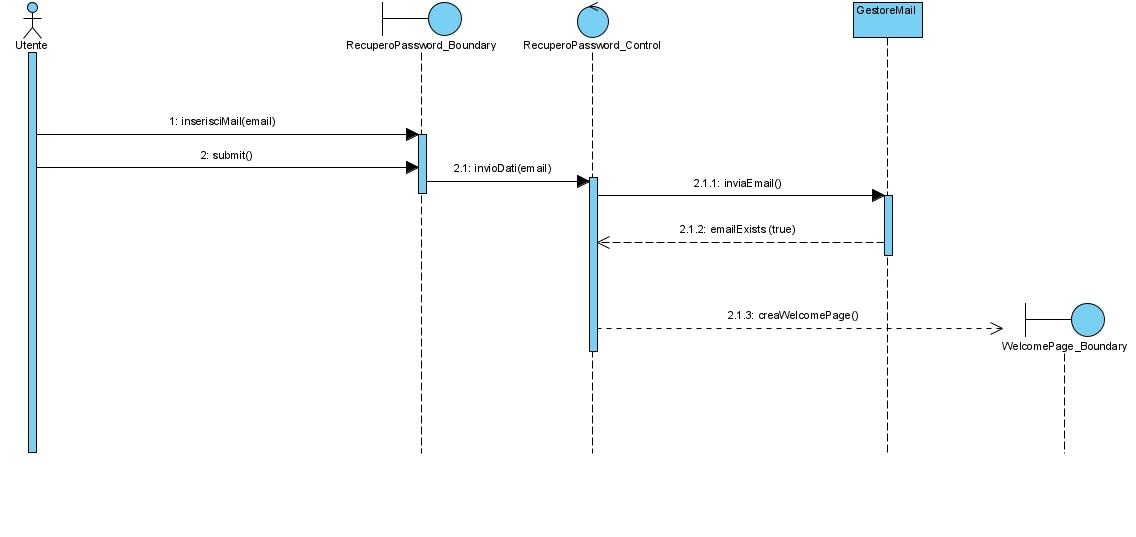 Utente
RecuperoPassword_Boundary
RecuperoPassword_Control
GestoreMail
1: inserisciMail(email)
2: submit()
2.1: invioDati(email)
2.1.1: inviaEmail()
2.1.2: emailExists (true)
2.1.3: creaWelcomePage()
WelcomePage_Boundary